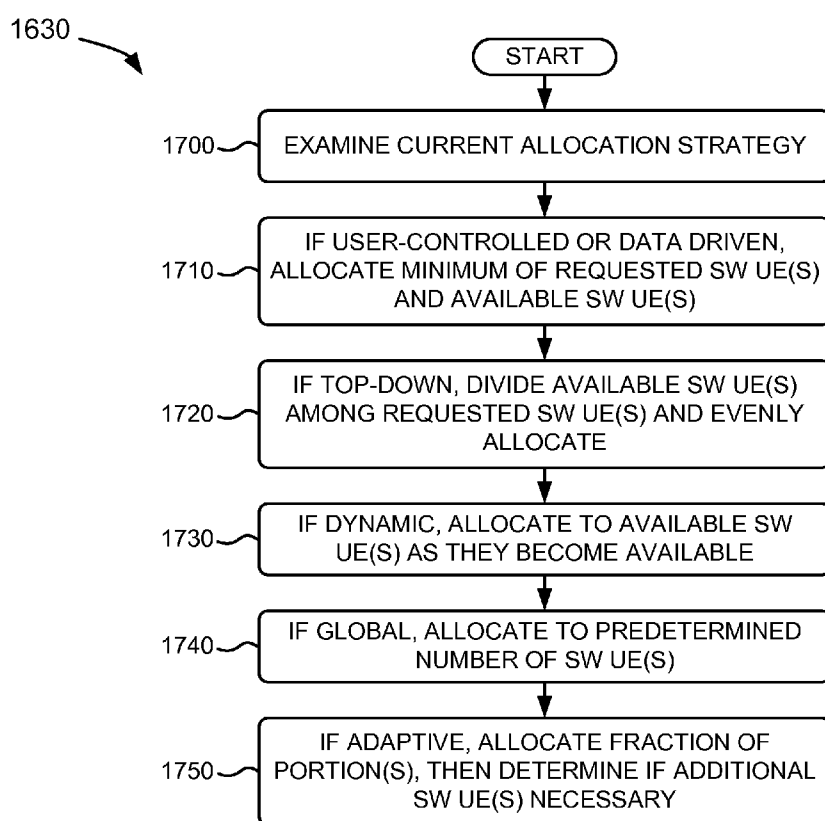 1630
START
1700
EXAMINE CURRENT ALLOCATION STRATEGY
1710
IF USER-CONTROLLED OR DATA DRIVEN,
ALLOCATE MINIMUM OF REQUESTED SW UE(S)
AND AVAILABLE SW UE(S)
1720
IF TOP-DOWN, DIVIDE AVAILABLE SW UE(S)
AMONG REQUESTED SW UE(S) AND EVENLY
ALLOCATE
1730
IF DYNAMIC, ALLOCATE TO AVAILABLE SW
UE(S) AS THEY BECOME AVAILABLE
1740
IF GLOBAL, ALLOCATE TO PREDETERMINED
NUMBER OF SW UE(S)
1750
IF ADAPTIVE, ALLOCATE FRACTION OF
PORTION(S), THEN DETERMINE IF ADDITIONAL
SW UE(S) NECESSARY